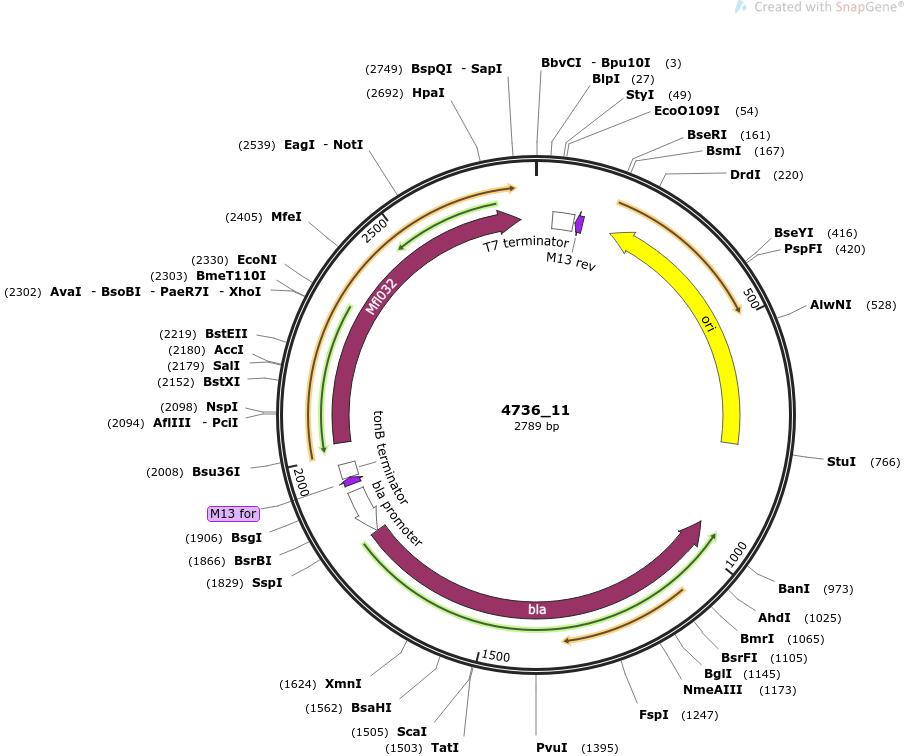 Created with SnapGene®
(2749) BspQI - SapI
(2692) HpaI
(2539) EagI - NotI
(2405) MfeI
(2330) EcoNI
(2303) BmeT110I
(2302) AvaI - BsoBI - PaeR7I - XhoI
(2219) BstEII
(2180) AccI
(2179) SalI
(2152) BstXI
(2098) NspI
(2094) AflIII - PciI
(2008) Bsu36I
M13 for
(1906) BsgI
(1866) BsrBI
(1829) SspI
(1624) XmnI
(1562) BsaHI
(1505) ScaI
(1503) TatI
BbvCI - Bpu10I (3)
BlpI (27)
StyI (49)
EcoO109I (54)
BseRI (161)
BsmI (167)
DrdI (220)
BseYI (416)
PspFI (420)
AlwNI (528)
StuI (766)
BanI (973)
AhdI (1025)
BmrI (1065)
BsrFI (1105)
BglI (1145)
NmeAIII (1173)
FspI (1247)
PvuI (1395)
500
1000
1500
2000
2500
T7 terminator
M13 rev
ori
Mfl032
tonB terminator
bla promoter
bla
4736_11
2789 bp